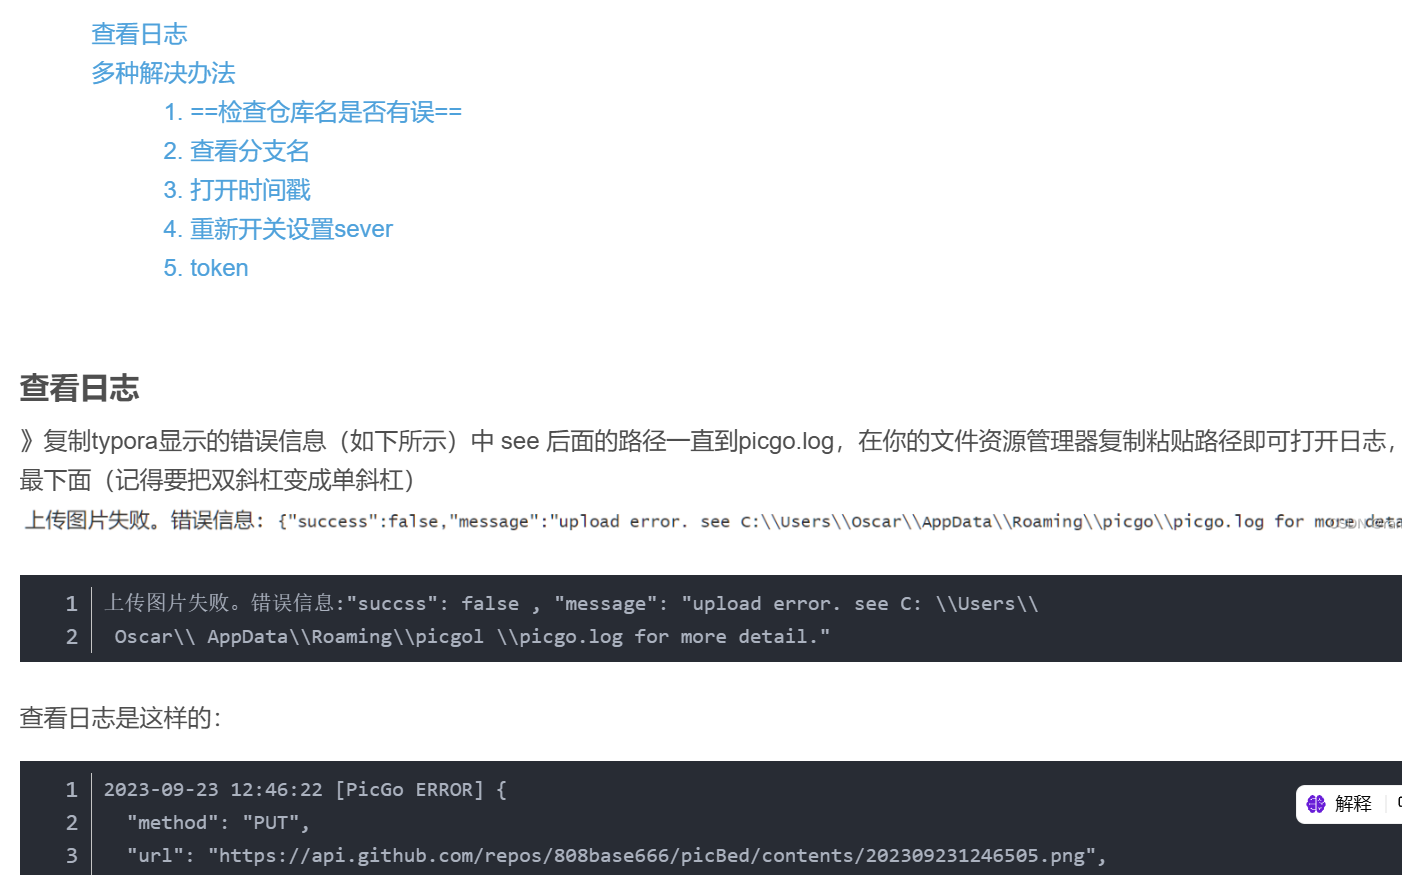 查看日志
多种解决办法
1. ==检查仓库名是否有误==
2. 查看分支名
3. 打开时间戳
4. 重新开关设置sever
5. token
查看日志
》复制typora显示的错误信息（如下所示）中 see 后面的路径一直到picgo.log，在你的文件资源管理器复制粘贴路径即可打开日志，
最下面（记得要把双斜杠变成单斜杠）
上传图片失败。错误信息: {"success":false,"message":"upload error. see C:\\Users\\Oscar\\AppData\\Roaming\\picgo\\picgo.log for more deta
1 上传图片失败。错误信息:"succss": false , "message": "upload error. see C: \\Users\\
2 Oscar\\ AppData\\Roaming\\picgol \\picgo.log for more detail."
查看日志是这样的：
1 2023-09-23 12:46:22 [PicGo ERROR] {
解释
2 "method": "PUT",
3 "url": "https://api.github.com/repos/808base666/picBed/contents/202309231246505.png",